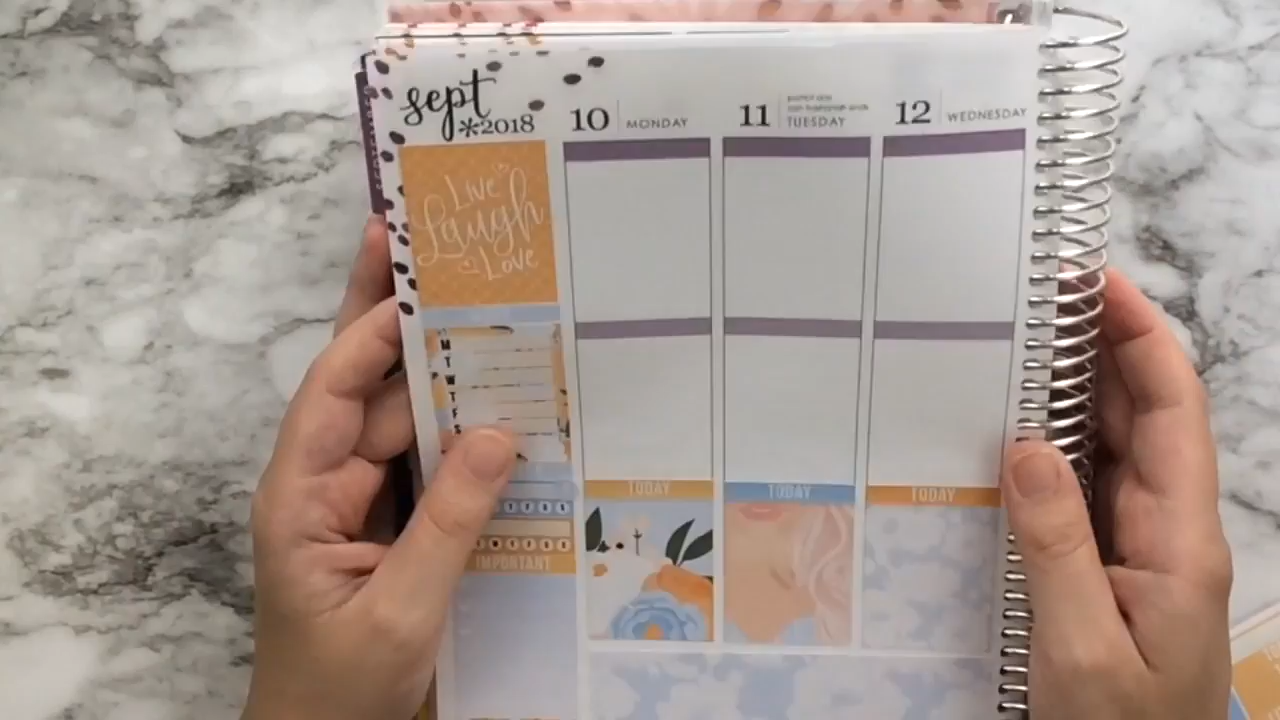 sept
*2018
10 MONDAY
11 TUESDAY
12 WEDNESDAY
Live
Laugh
Love
M
T
W
T
F
S
TODAY
TODAY
TODAY
IMPORTANT